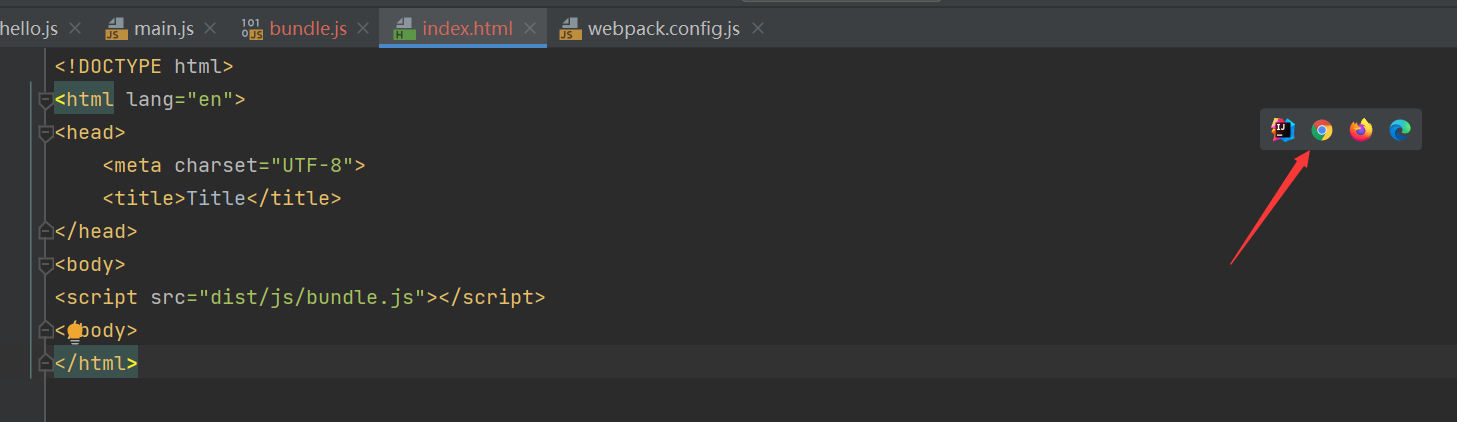 hello.js main.js bundle.js index.html webpack.config.js
<!DOCTYPE html>
<html lang="en">
<head>
    <meta charset="UTF-8">
    <title>Title</title>
</head>
<body>
<script src="dist/js/bundle.js"></script>
</body>
</html>